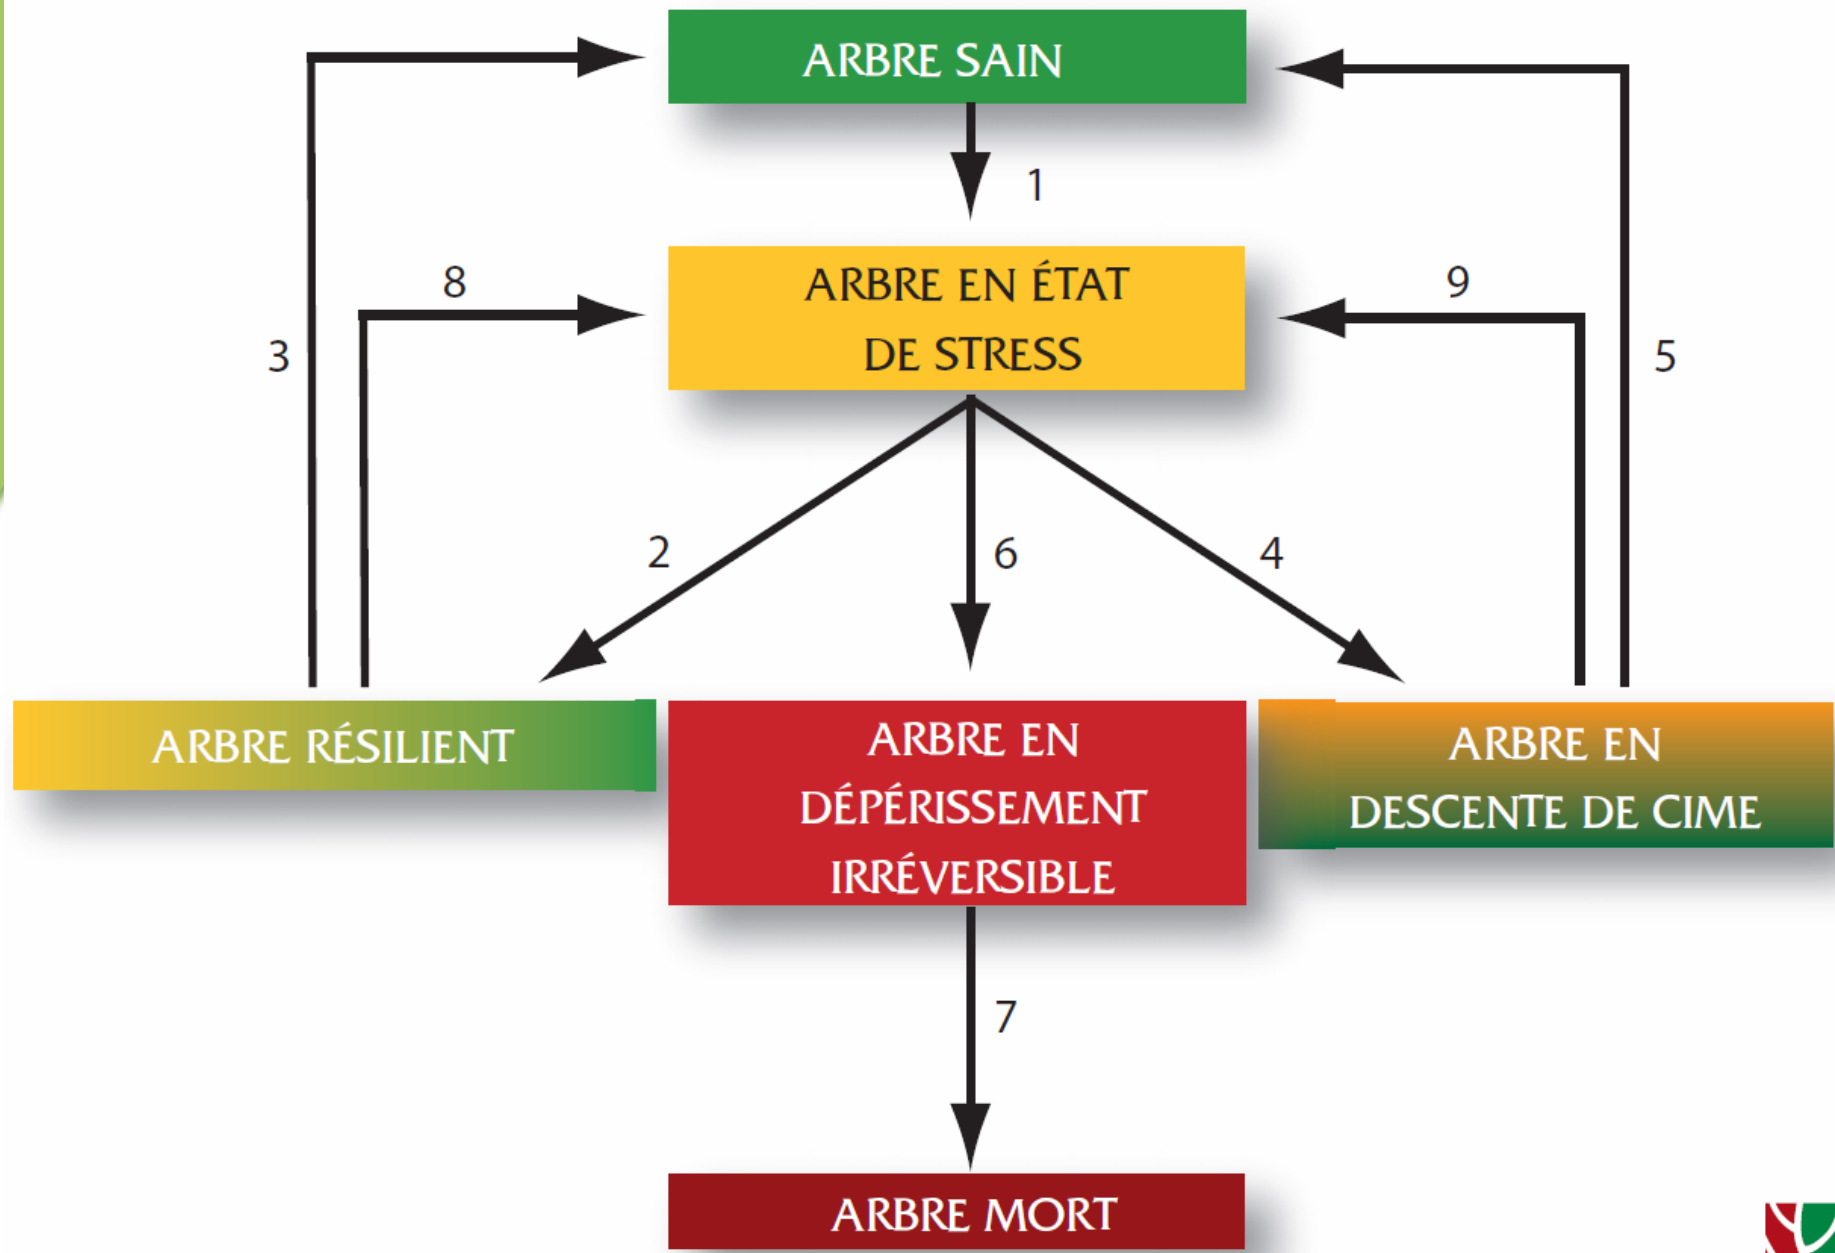 ARBRE SAIN
1
ARBRE EN ÉTAT
DE STRESS
8
9
3
5
2
6
4
ARBRE RÉSILIENT
ARBRE EN
DÉPÉRISSEMENT
IRRÉVERSIBLE
ARBRE EN
DESCENTE DE CIME
7
ARBRE MORT